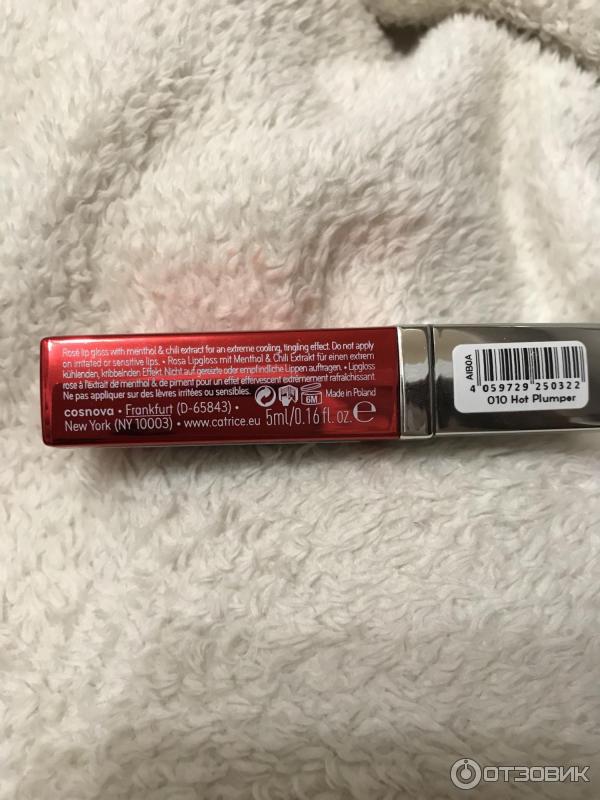 Rosé lip gloss with menthol & chili extract for an extreme cooling, tingling effect. Do not apply
on irritated or sensitive lips. • Rosa Lipgloss mit Menthol & Chili Extrakt für einen extrem
kühlenden, kribbelnden Effekt. Nicht auf gereizte oder empfindliche Lippen auftragen. • Lipgloss
rosé à l'extrait de menthol & de piment pour un effet effervescent extrêmement rafraîchissant.
Ne pas appliquer sur des lèvres irritées ou sensibles.
6M
Made in Poland
cosnova • Frankfurt (D-65843) •
New York (NY 10003) • www.catrice.eu
5ml/0.16 fl. oz. e
AIB0A
4 059729 250322
010 Hot Plumper
ОТЗОВИК